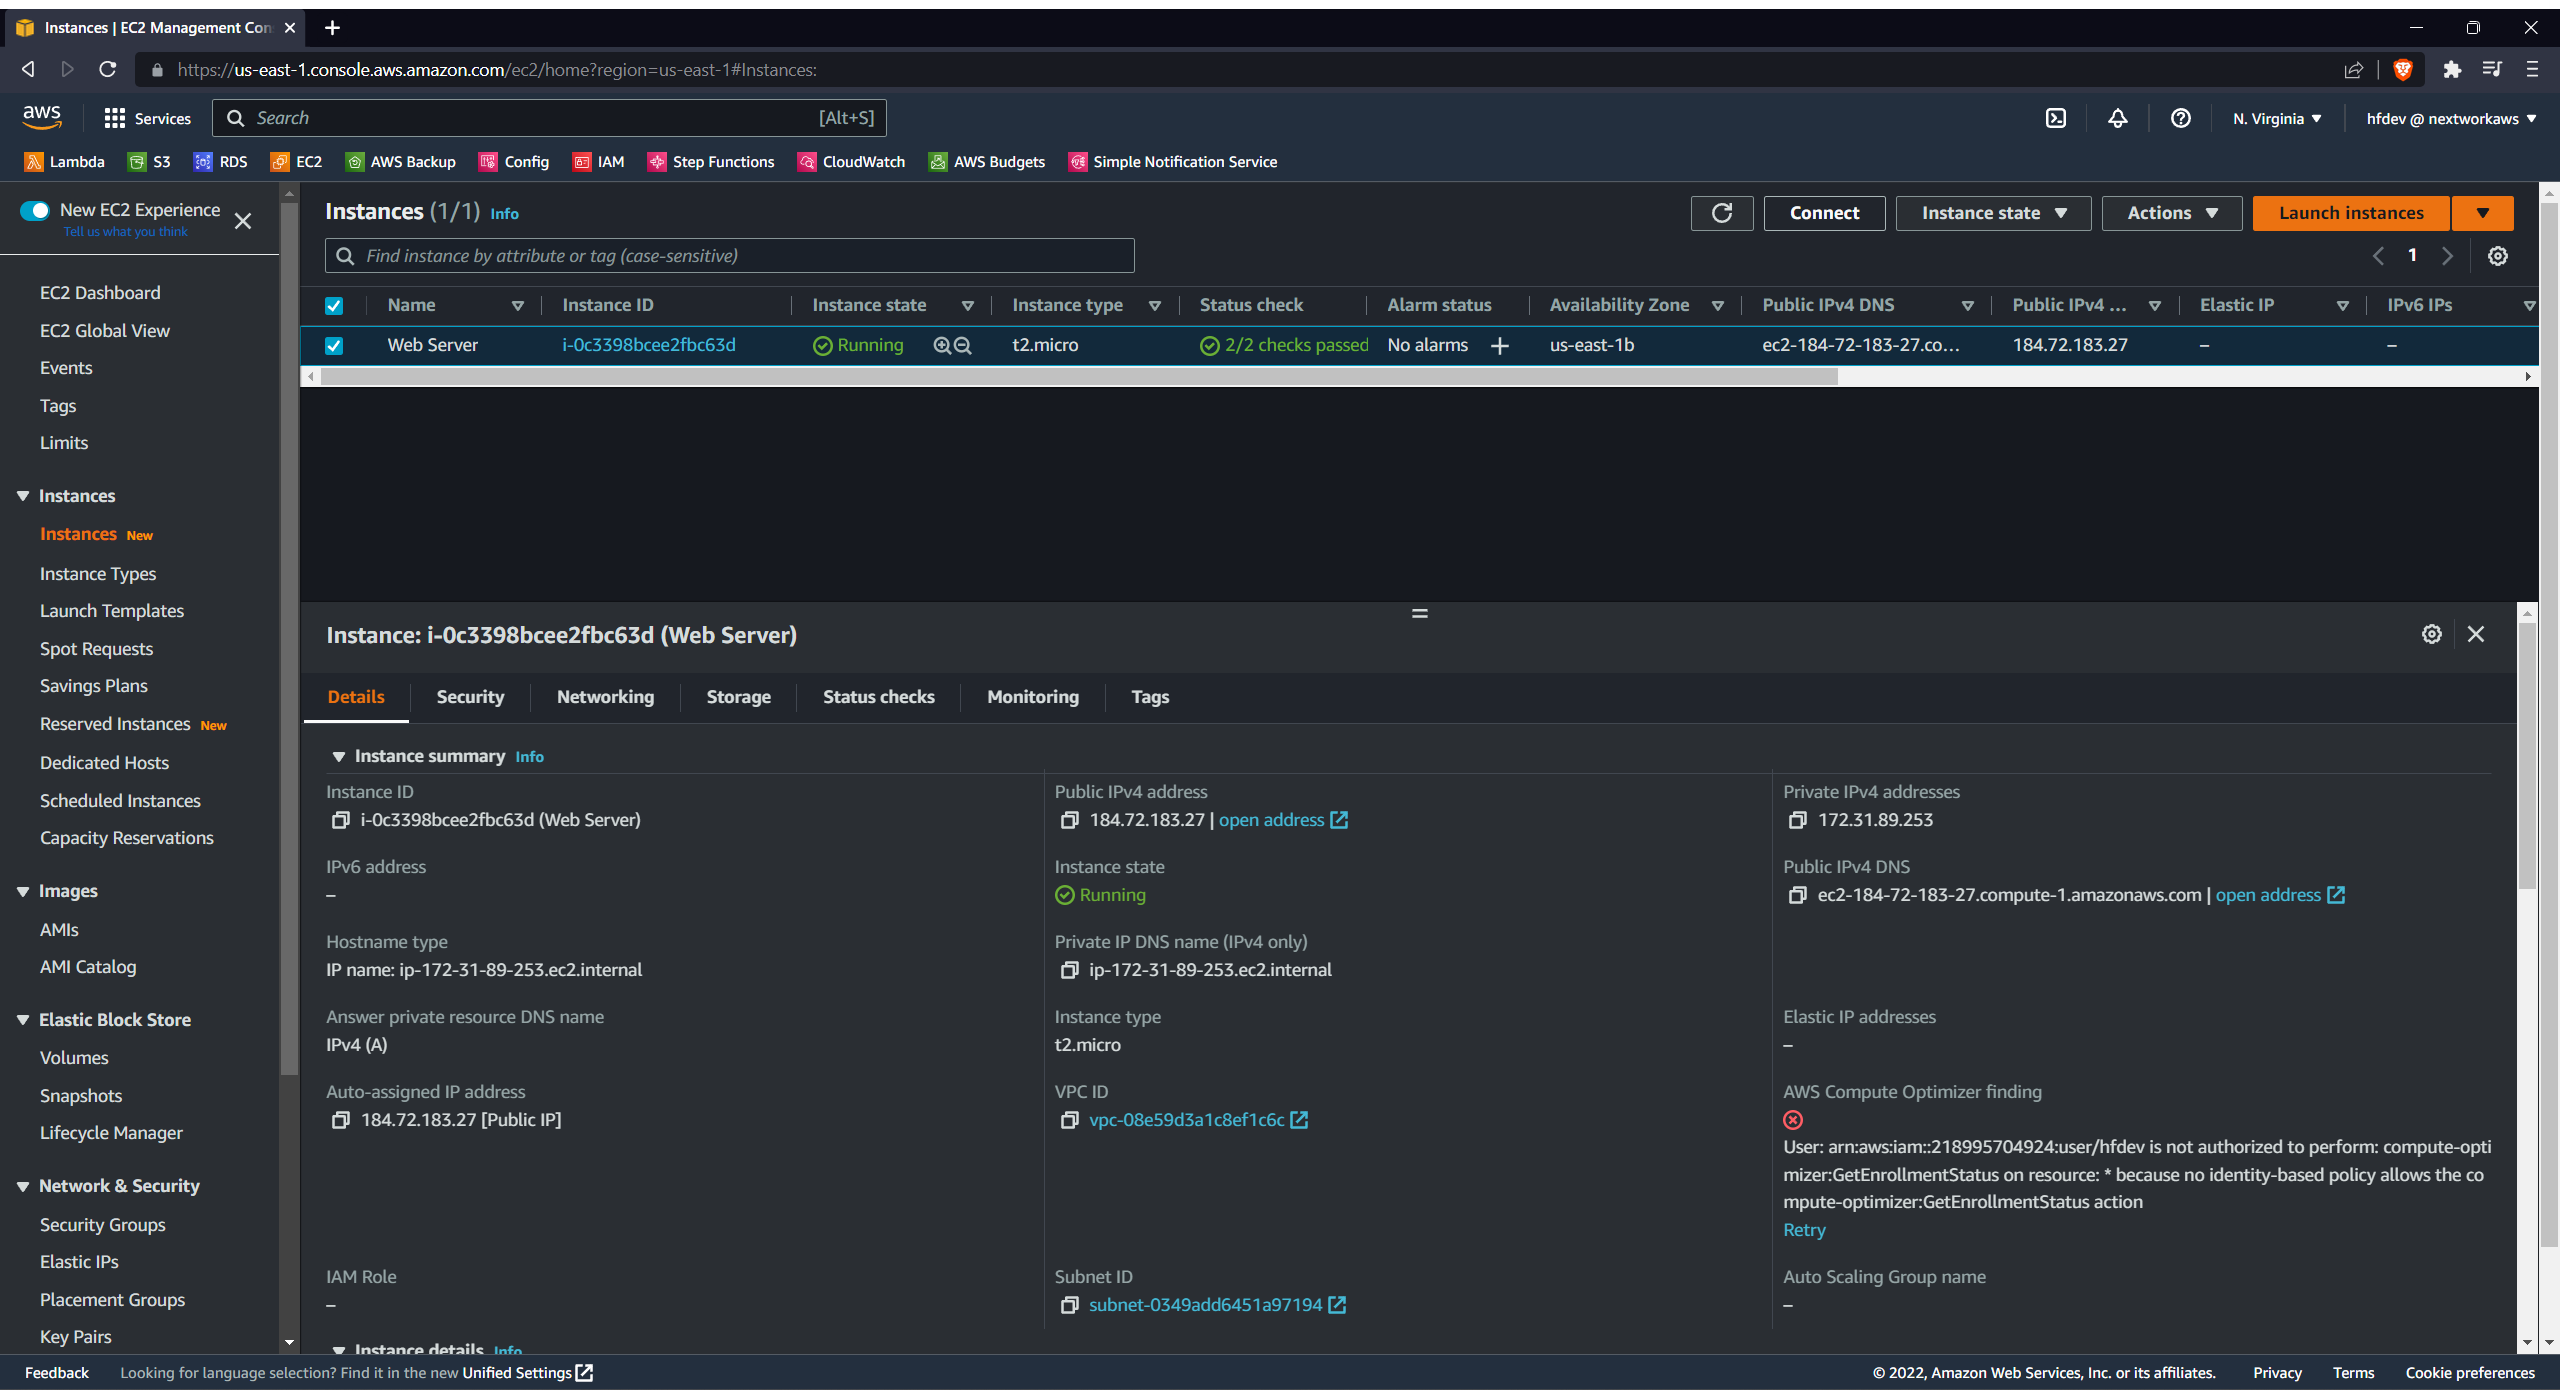 Instances | EC2 Management Con
https://us-east-1.console.aws.amazon.com/ec2/home?region=us-east-1#Instances:
aws Services Search [Alt+S] N. Virginia hfdev @ nextworkaws
Lambda S3 RDS EC2 AWS Backup Config IAM Step Functions CloudWatch AWS Budgets Simple Notification Service
New EC2 Experience
Tell us what you think
EC2 Dashboard
EC2 Global View
Events
Tags
Limits
Instances
Instances New
Instance Types
Launch Templates
Spot Requests
Savings Plans
Reserved Instances New
Dedicated Hosts
Scheduled Instances
Capacity Reservations
Images
AMIs
AMI Catalog
Elastic Block Store
Volumes
Snapshots
Lifecycle Manager
Network & Security
Security Groups
Elastic IPs
Placement Groups
Key Pairs
Instances (1/1) Info Connect Instance state Actions Launch instances
Find instance by attribute or tag (case-sensitive) 1
Name Instance ID Instance state Instance type Status check Alarm status Availability Zone Public IPv4 DNS Public IPv4 ... Elastic IP IPv6 IPs
Web Server i-0c3398bcee2fbc63d Running t2.micro 2/2 checks passed No alarms + us-east-1b ec2-184-72-183-27.co... 184.72.183.27 – –
Instance: i-0c3398bcee2fbc63d (Web Server)
Details Security Networking Storage Status checks Monitoring Tags
Instance summary Info
Instance ID
i-0c3398bcee2fbc63d (Web Server)
Public IPv4 address
184.72.183.27 | open address
Private IPv4 addresses
172.31.89.253
IPv6 address
–
Instance state
Running
Public IPv4 DNS
ec2-184-72-183-27.compute-1.amazonaws.com | open address
Hostname type
IP name: ip-172-31-89-253.ec2.internal
Private IP DNS name (IPv4 only)
ip-172-31-89-253.ec2.internal
Answer private resource DNS name
IPv4 (A)
Instance type
t2.micro
Elastic IP addresses
–
Auto-assigned IP address
184.72.183.27 [Public IP]
VPC ID
vpc-08e59d3a1c8ef1c6c
AWS Compute Optimizer finding
User: arn:aws:iam::218995704924:user/hfdev is not authorized to perform: compute-opti
mizer:GetEnrollmentStatus on resource: * because no identity-based policy allows the co
mpute-optimizer:GetEnrollmentStatus action
Retry
IAM Role
–
Subnet ID
subnet-0349add6451a97194
Auto Scaling Group name
–
Instance details Info
Feedback Looking for language selection? Find it in the new Unified Settings © 2022, Amazon Web Services, Inc. or its affiliates. Privacy Terms Cookie preferences